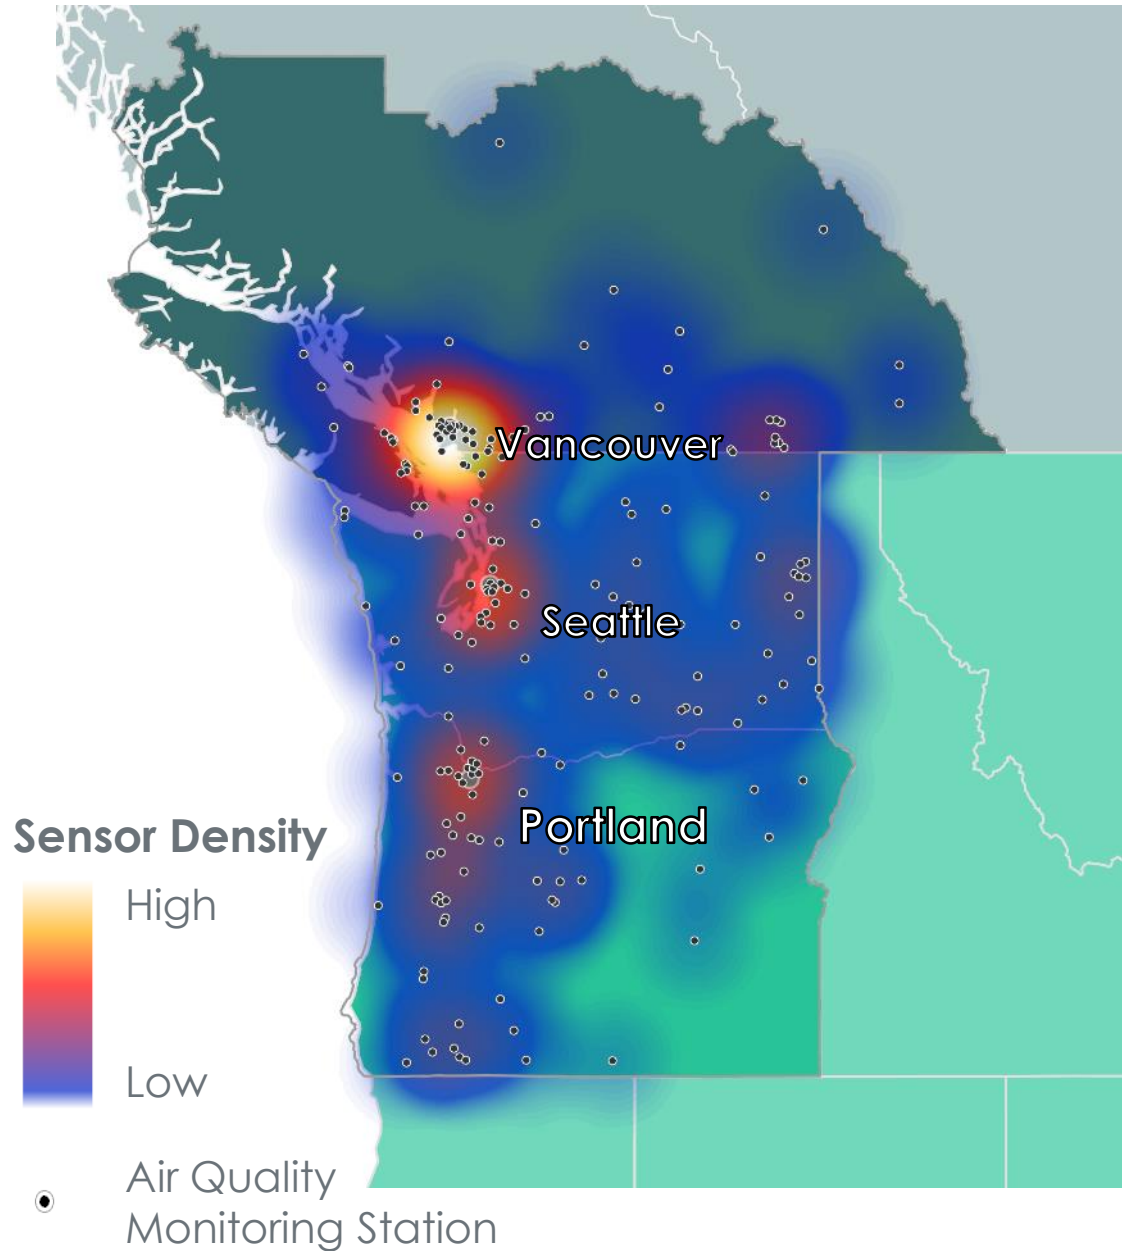 Vancouver
Seattle
Portland
Sensor Density
High
Low
Air Quality
Monitoring Station